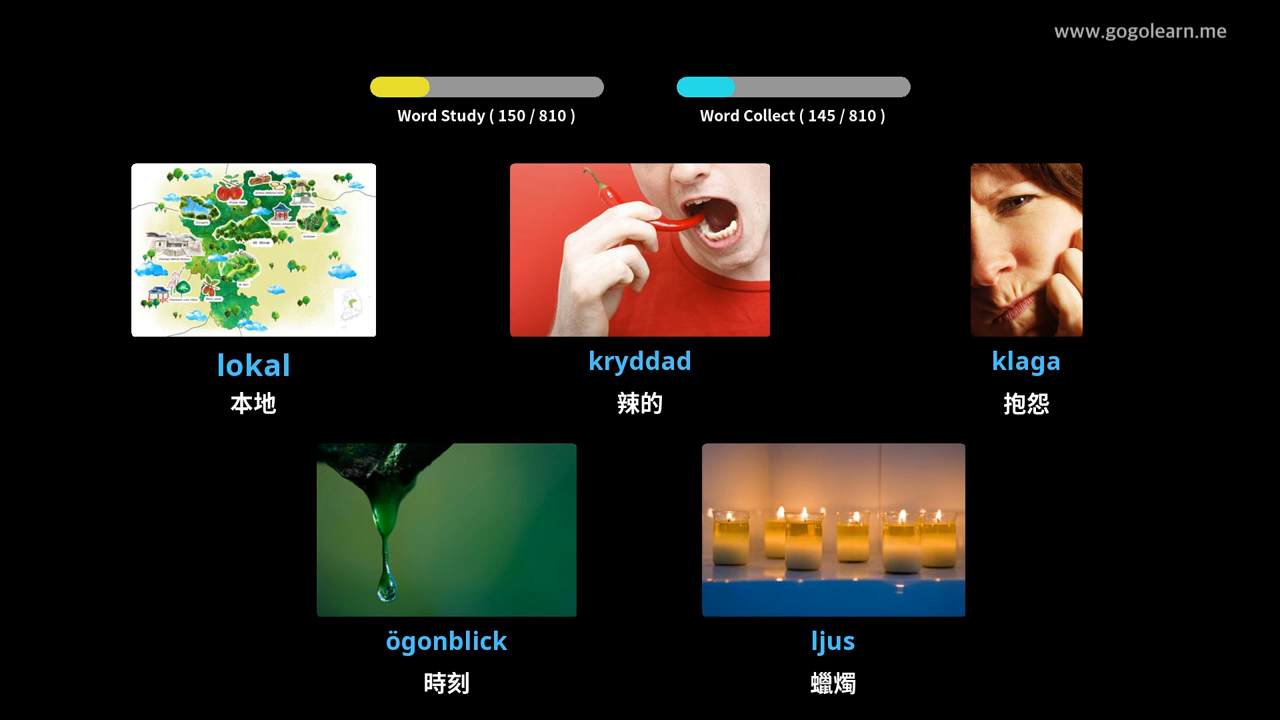 www.gogolearn.me
Word Study ( 150 / 810 )
Word Collect ( 145 / 810 )
lokal
本地
kryddad
辣的
klaga
抱怨
ögonblick
時刻
ljus
蠟燭